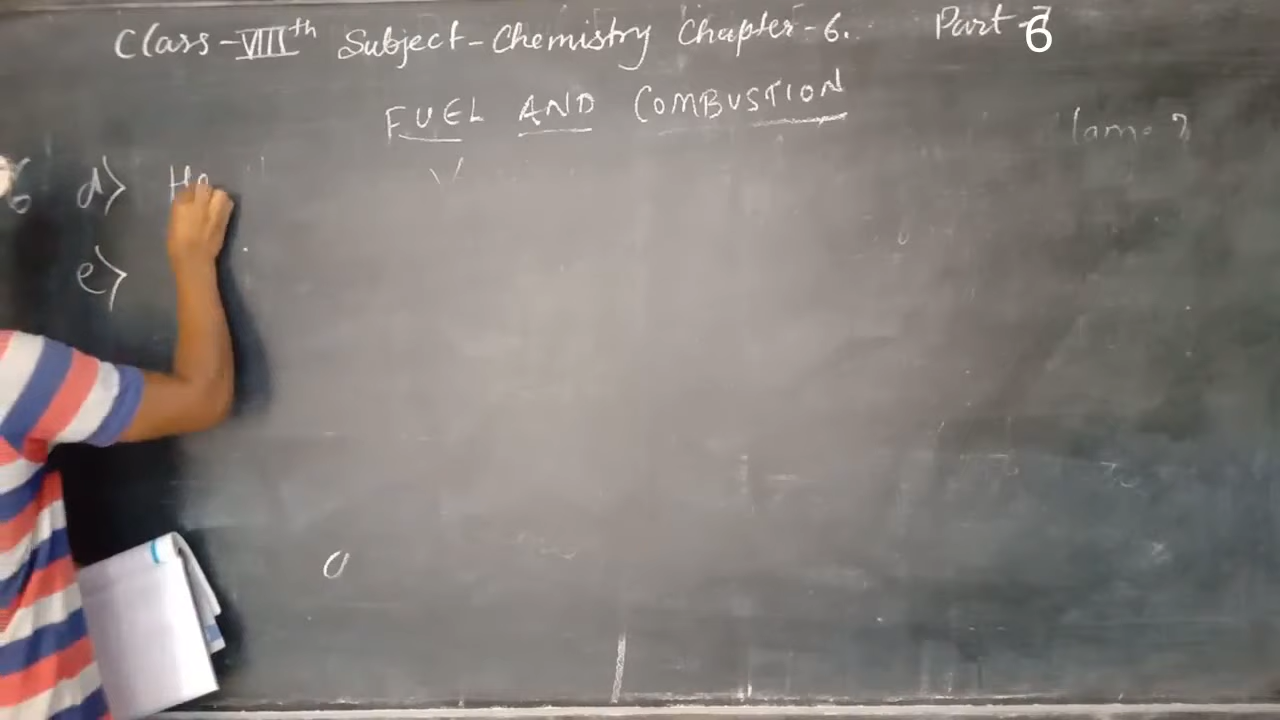 Class-VIIIth Subject-Chemistry Chapter-6. Part-6
FUEL AND COMBUSTION
d>
e>